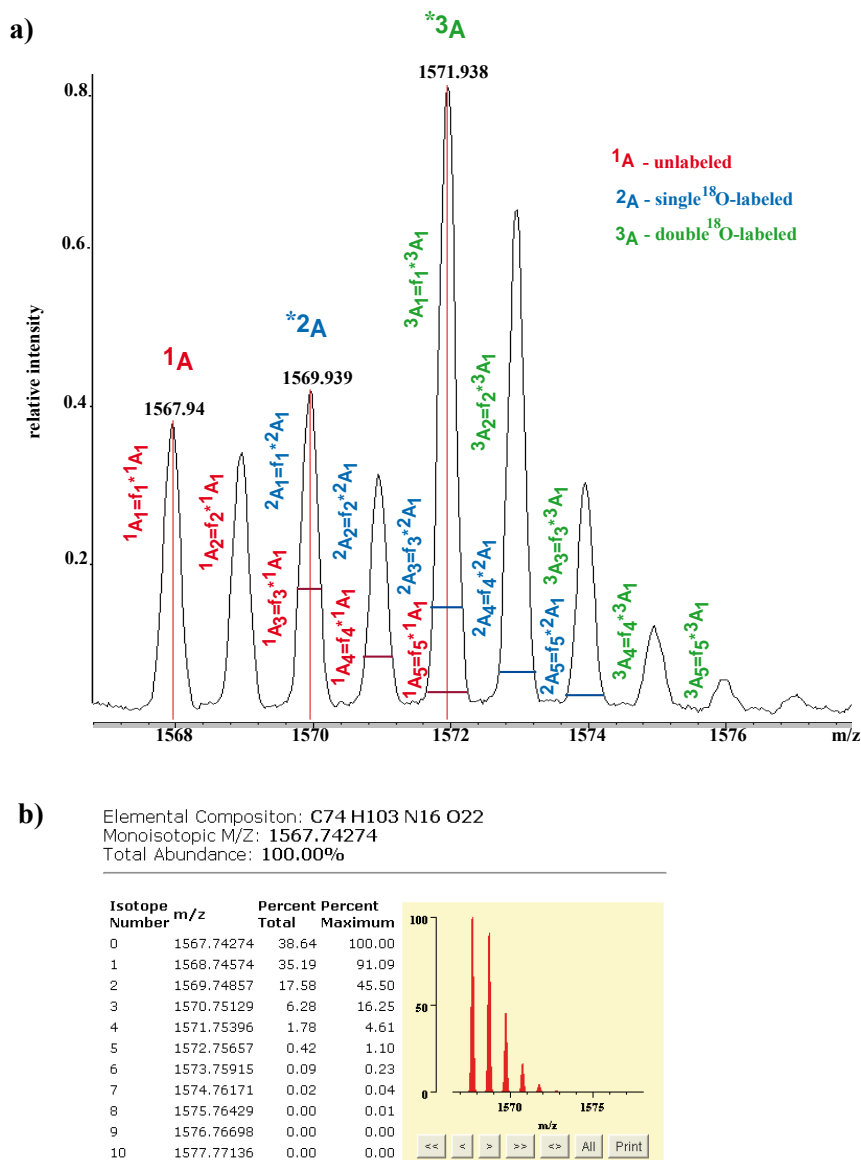 a)
*3A
1571.938
0.8
1A - unlabeled
2A - single 18O-labeled
3A - double 18O-labeled
0.6
3A1=f1*3A1
*2A
1A
1569.939
3A2=f2*3A1
0.4
1567.94
relative intensity
1A1=f1*1A1
1A2=f2*1A1
2A1=f1*2A1
1A3=f3*1A1
2A2=f2*2A1
1A4=f4*1A1
2A3=f3*2A1
1A5=f5*1A1
2A4=f4*2A1
3A3=f3*3A1
2A5=f5*2A1
3A4=f4*3A1
3A5=f5*3A1
0.2
1568 1570 1572 1574 1576 m/z
b)
Elemental Compositon: C74 H103 N16 O22
Monoisotopic M/Z: 1567.74274
Total Abundance: 100.00%
Isotope Number m/z Percent Total Percent Maximum
0 1567.74274 38.64 100.00
1 1568.74574 35.19 91.09
2 1569.74857 17.58 45.50
3 1570.75129 6.28 16.25
4 1571.75396 1.78 4.61
5 1572.75657 0.42 1.10
6 1573.75915 0.09 0.23
7 1574.76171 0.02 0.04
8 1575.76429 0.00 0.01
9 1576.76698 0.00 0.00
10 1577.77136 0.00 0.00
100
50
0
1570 1575
m/z
<< < > >> <> All Print